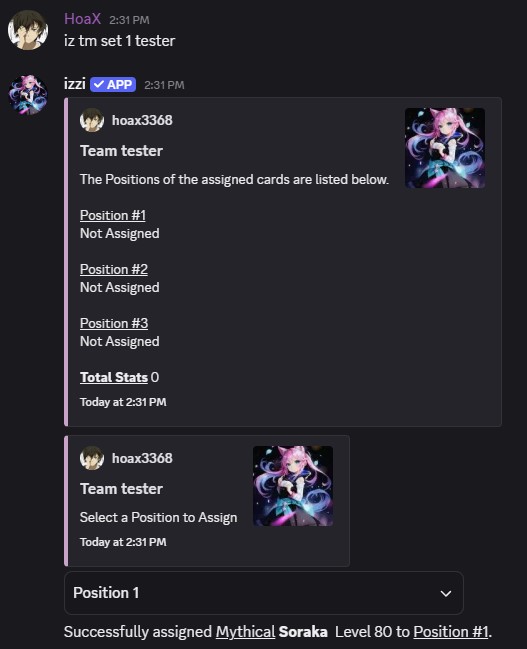 HoaX 2:31 PM
iz tm set 1 tester
izzi ✓ APP 2:31 PM
hoax3368
Team tester
The Positions of the assigned cards are listed below.
Position #1
Not Assigned
Position #2
Not Assigned
Position #3
Not Assigned
Total Stats 0
Today at 2:31 PM
hoax3368
Team tester
Select a Position to Assign
Today at 2:31 PM
Position 1
Successfully assigned Mythical Soraka Level 80 to Position #1.